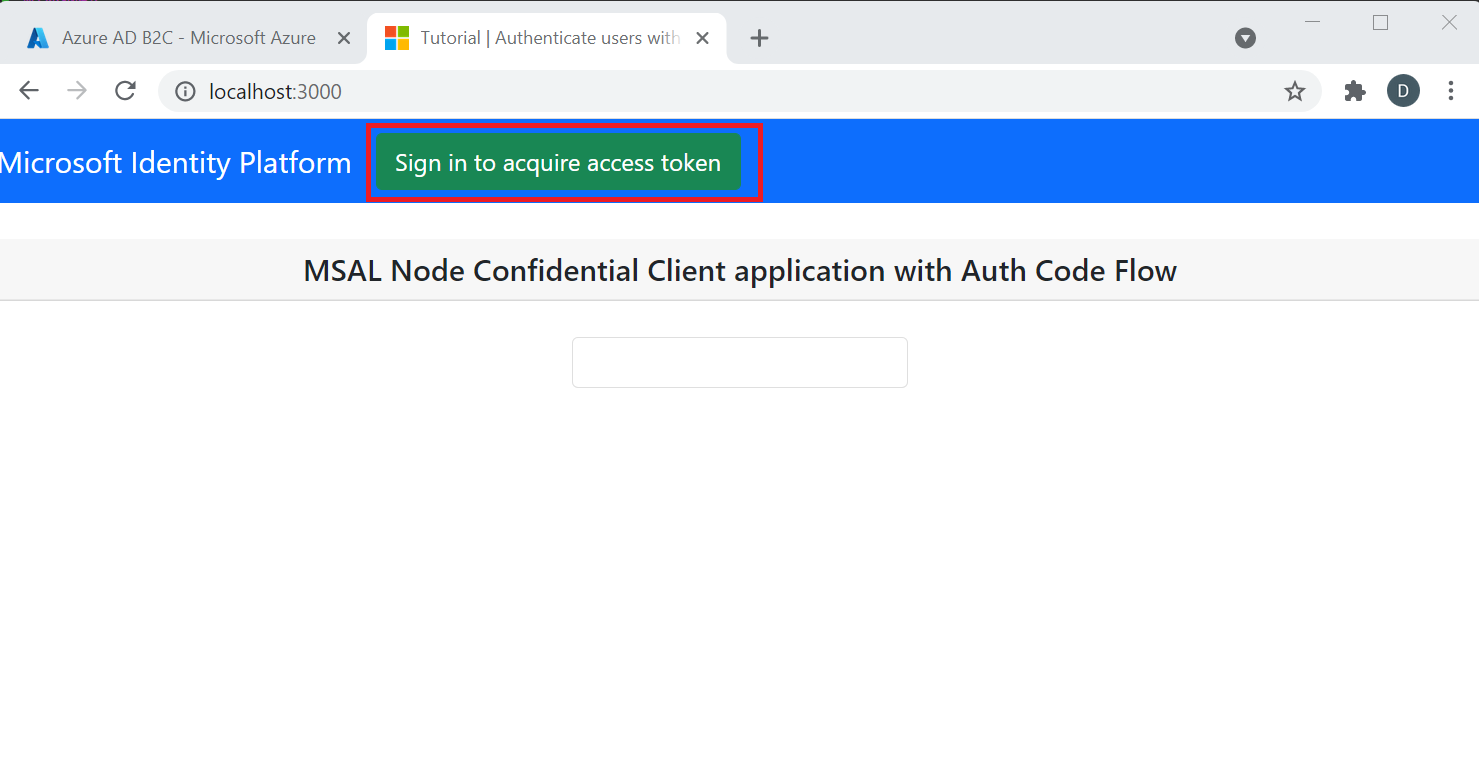 Azure AD B2C - Microsoft Azure
Tutorial | Authenticate users with
localhost:3000
D
Microsoft Identity Platform
Sign in to acquire access token
MSAL Node Confidential Client application with Auth Code Flow